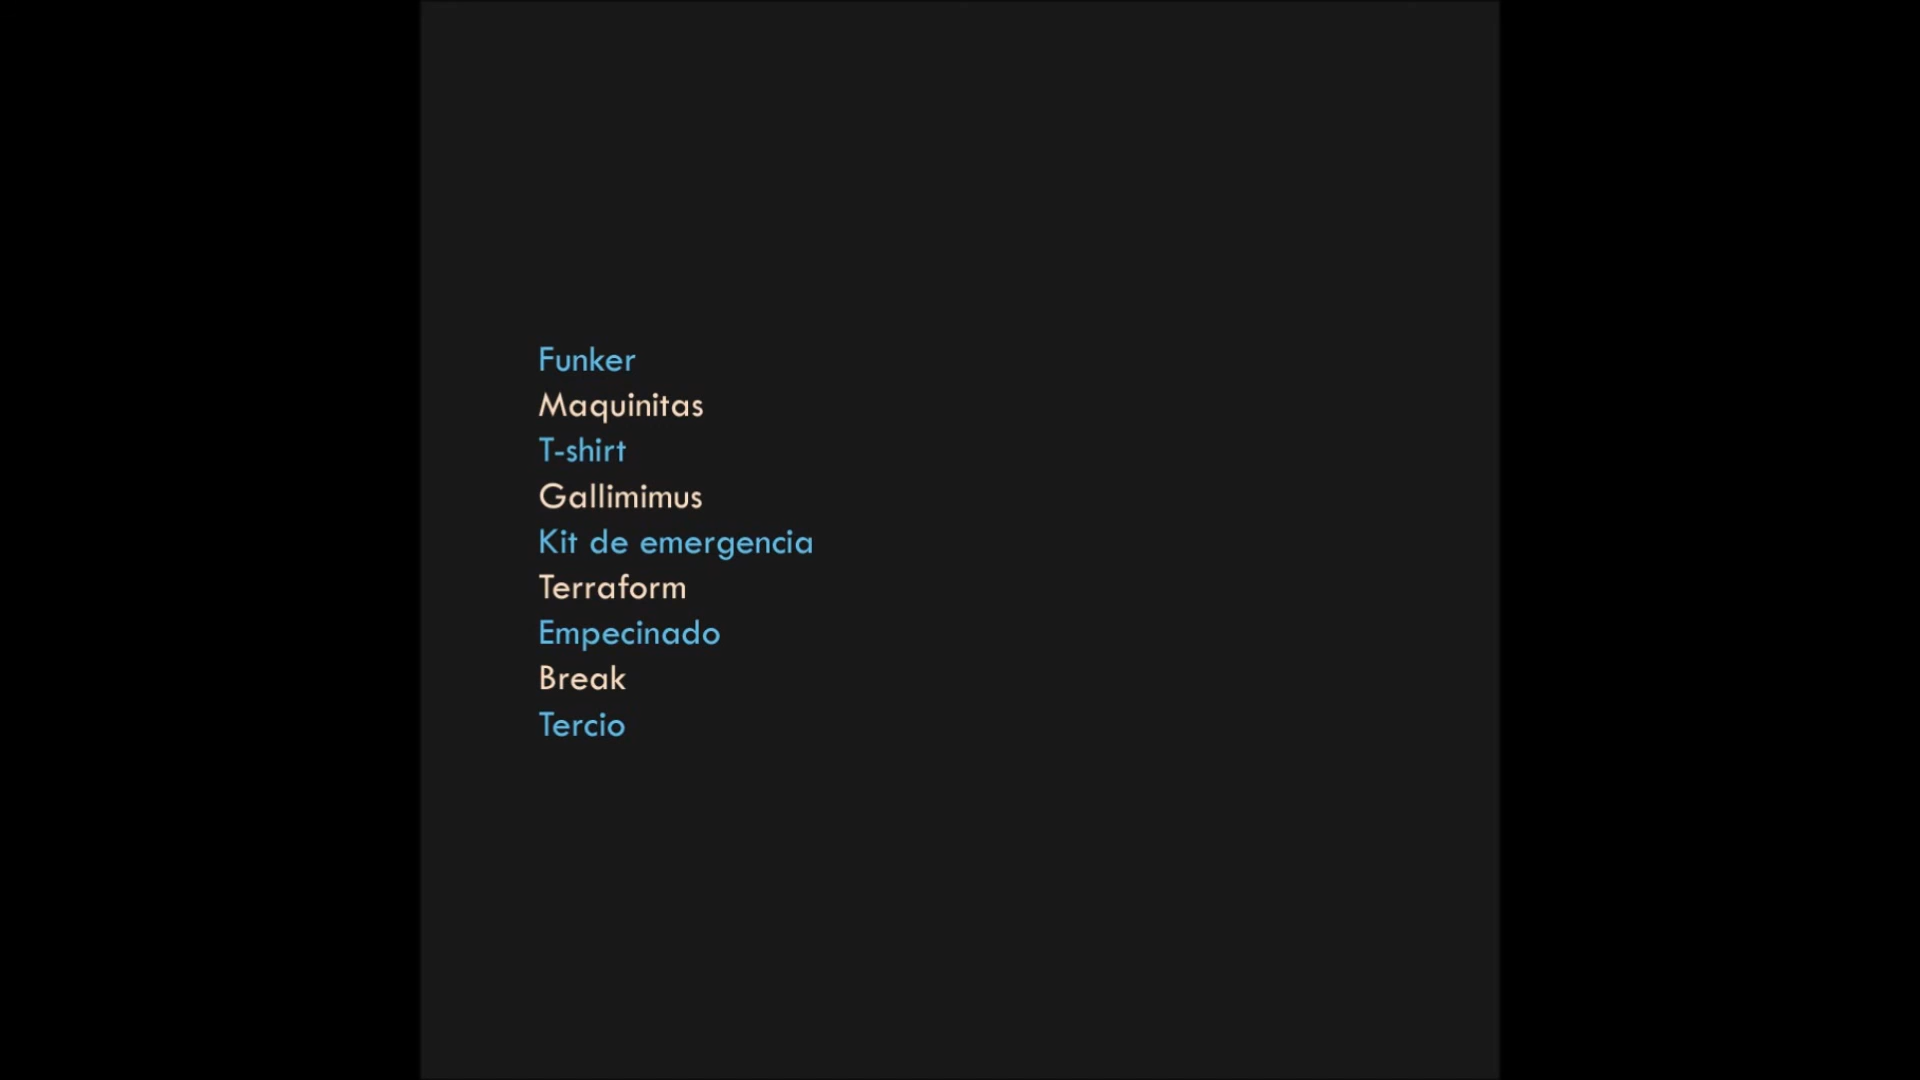 Funker
Maquinitas
T-shirt
Gallimimus
Kit de emergencia
Terraform
Empecinado
Break
Tercio